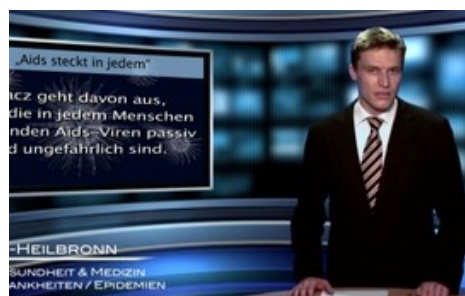 „Aids steckt in jedem“
cz geht davon aus,
die in jedem Menschen
nden Aids-Viren passiv
d ungefährlich sind.
-HEILBRONN
SUNDHEIT & MEDIZIN
ANKHEITEN / EPIDEMIEN